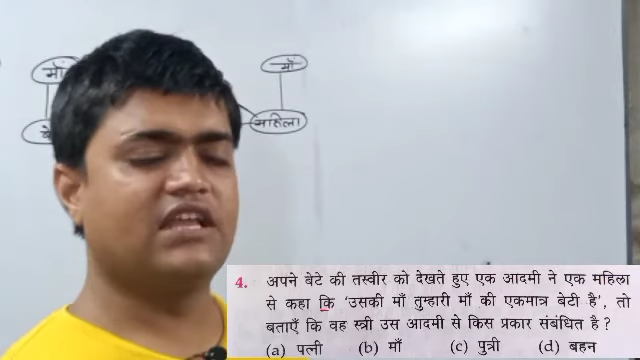 माँ
माँ
महिला
4. अपने बेटे की तस्वीर को देखते हुए एक आदमी ने एक महिला
से कहा कि ‘उसकी माँ तुम्हारी माँ की एकमात्र बेटी है’, तो
बताएँ कि वह स्त्री उस आदमी से किस प्रकार संबंधित है ?
(a) पत्नी (b) माँ (c) पुत्री (d) बहन